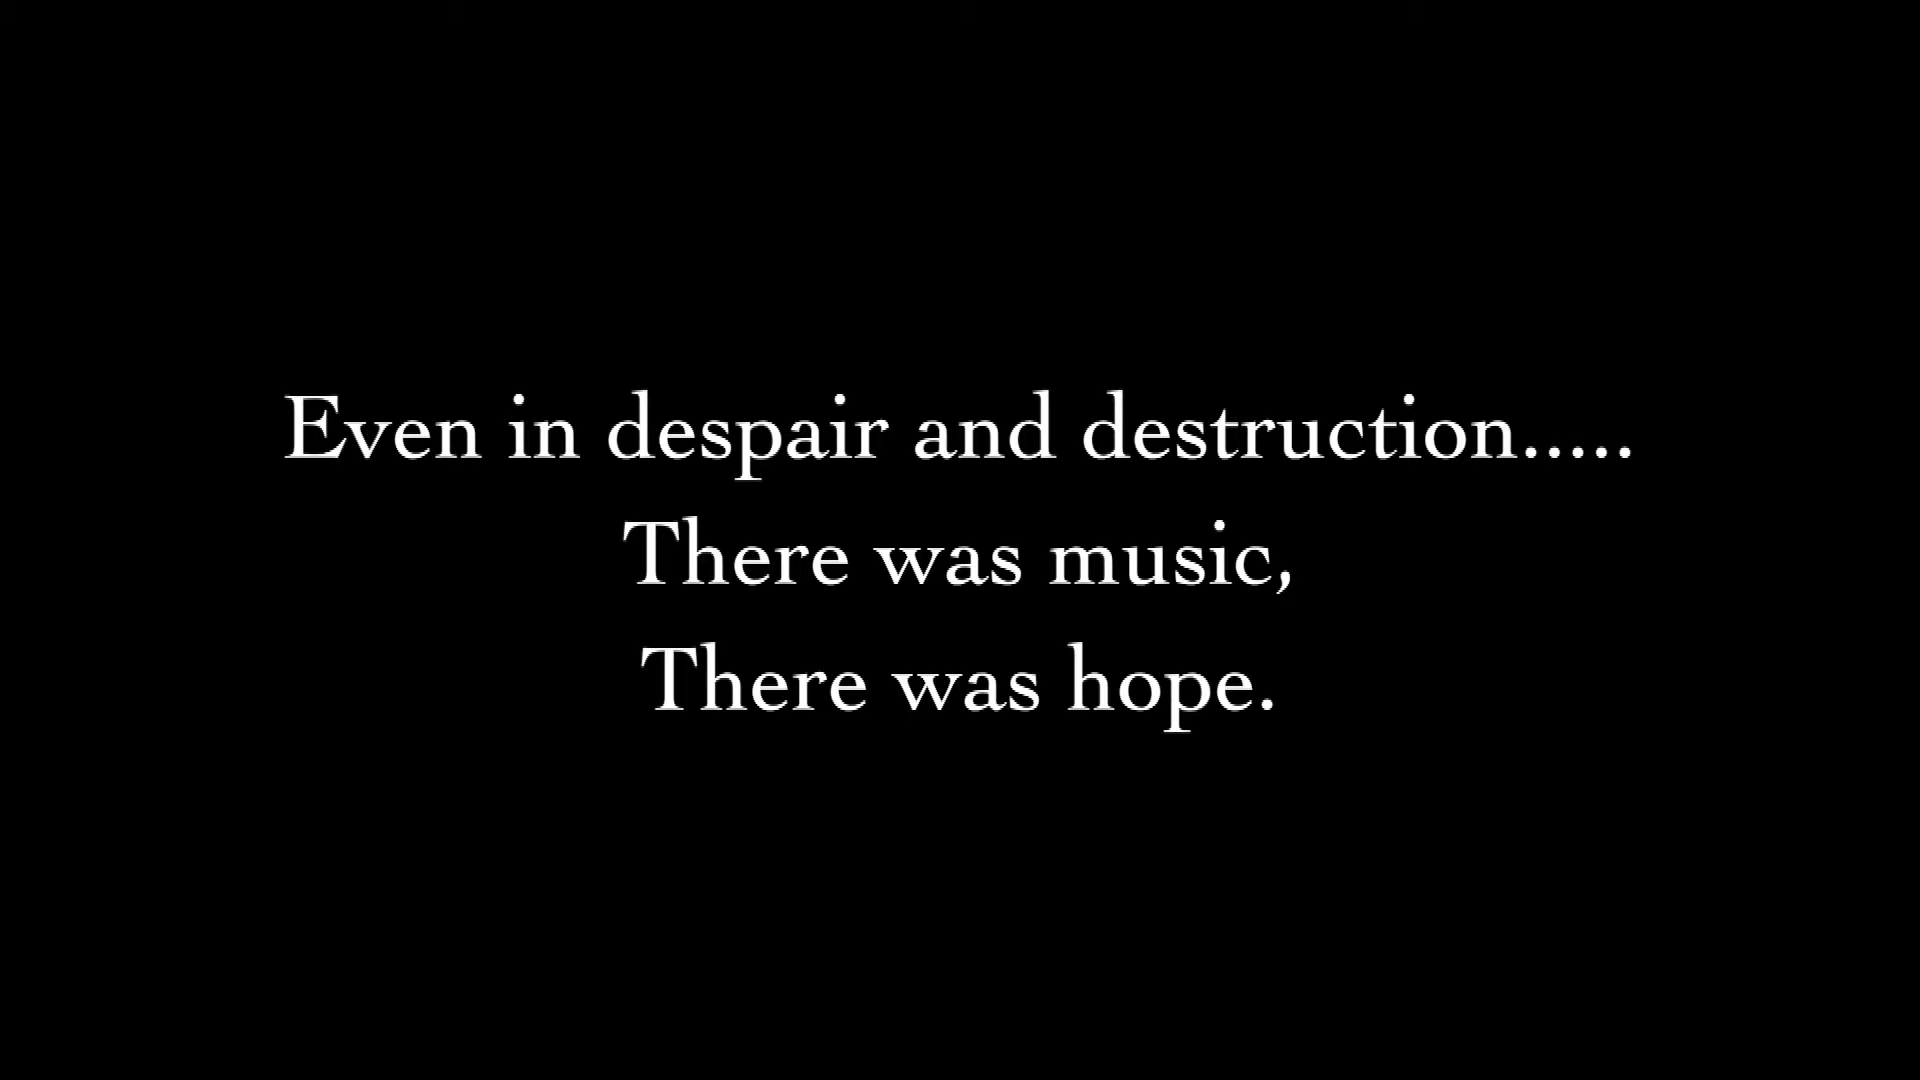 Even in despair and destruction.....
There was music,
There was hope.